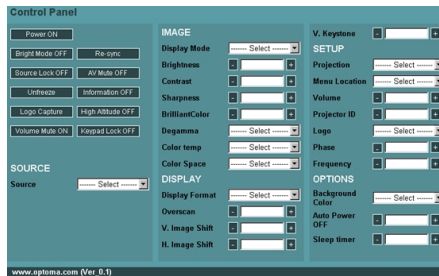 Control Panel
Power ON
Bright Mode OFF
Re-sync
Source Lock OFF
AV Mute OFF
Unfreeze
Information OFF
Logo Capture
High Altitude OFF
Volume Mute ON
Keypad Lock OFF
SOURCE
Source
------- Select -------
IMAGE
Display Mode
------- Select -------
Brightness
-
+
Contrast
-
+
Sharpness
-
+
BrilliantColor
-
+
Degamma
------- Select -------
Color temp
------- Select -------
Color Space
------- Select -------
DISPLAY
Display Format
------- Select -------
Overscan
-
+
V. Image Shift
-
+
H. Image Shift
-
+
V. Keystone
-
+
SETUP
Projection
------- Select -------
Menu Location
------- Select -------
Volume
-
+
Projector ID
-
+
Logo
------- Select -------
Phase
-
+
Frequency
-
+
OPTIONS
Background
Color
------- Select -------
Auto Power
OFF
-
+
Sleep timer
-
+
www.optoma.com (Ver_0.1)